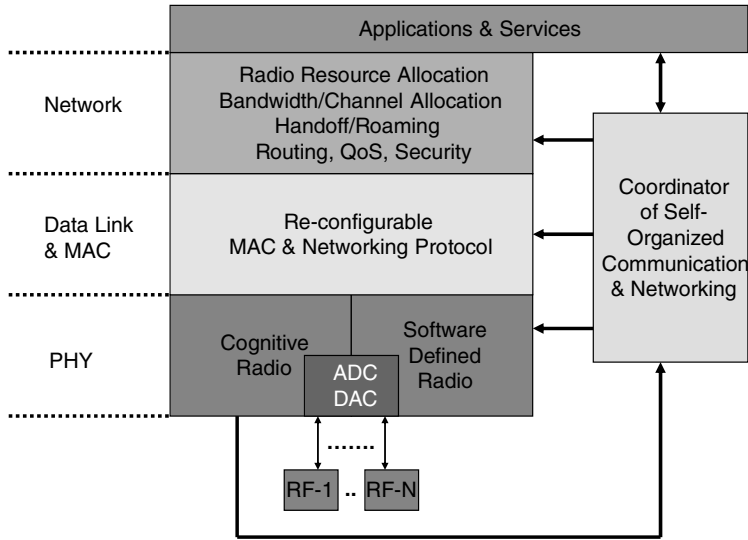 Applications & Services
Network
Radio Resource Allocation
Bandwidth/Channel Allocation
Handoff/Roaming
Routing, QoS, Security
Data Link
& MAC
Re-configurable
MAC & Networking Protocol
Coordinator
of Self-
Organized
Communication
& Networking
PHY
Cognitive
Radio
Software
Defined
Radio
ADC
DAC
.......
RF-1 .. RF-N